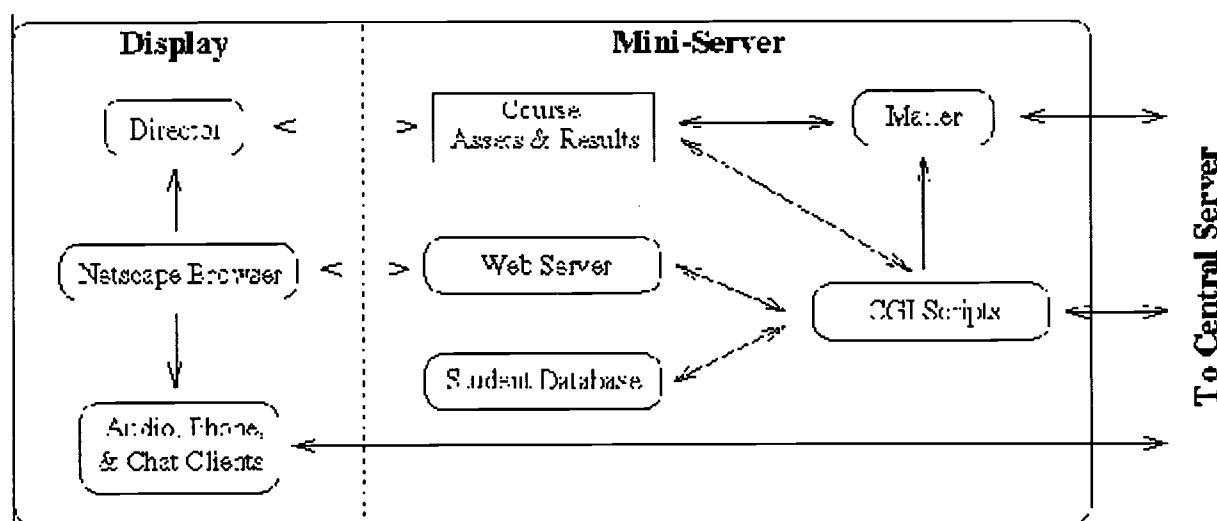 Display
Mini-Server
Director
Course
Assets & Results
Netscape Browser
Web Server
CGI Scripts
Student Database
Audio, Phone,
& Chat Clients
To Central Server